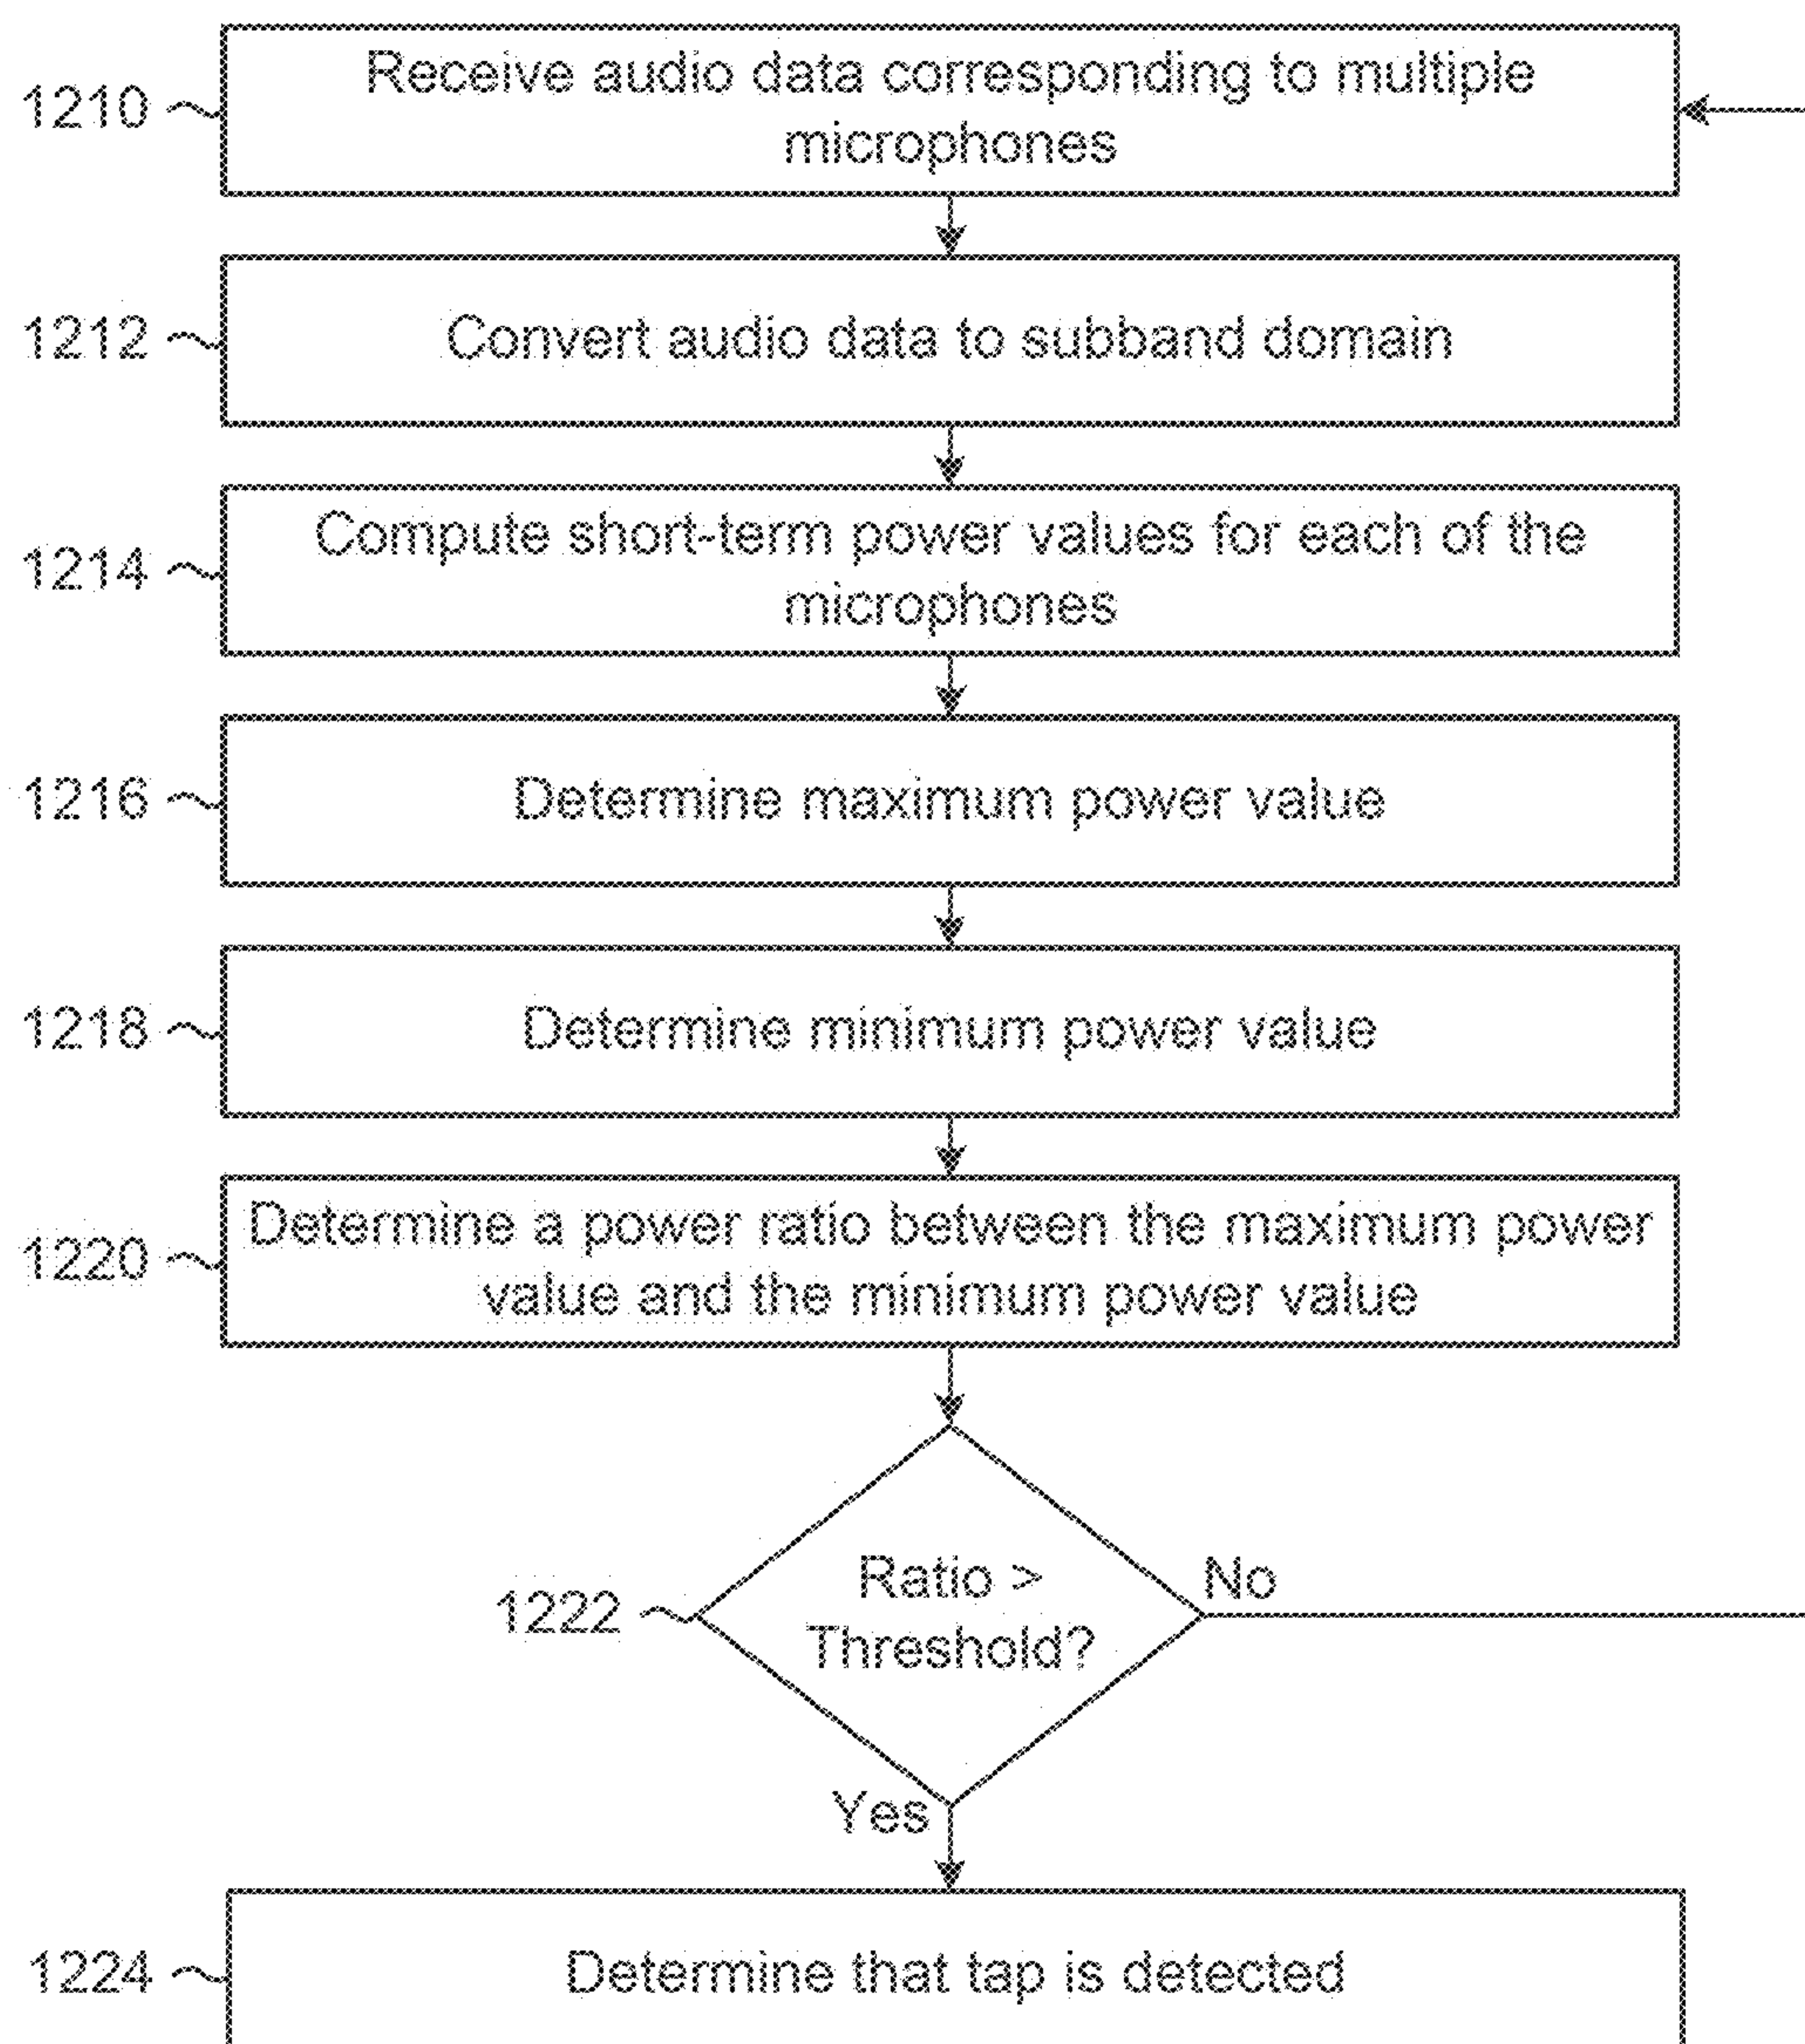 Receive audio data corresponding to multiple
1210
microphones
1212
Convert audio data to subband domain
Compute short-term power values for each of the
1214
microphones
1216
Determine maximum power value
1218
Determine minimum power value
Determine a power ratio between the maximum power
1220
value and the minimum power value
Ratio >
No
1222
Threshold?
Yes
1224
Determine that tap is detected